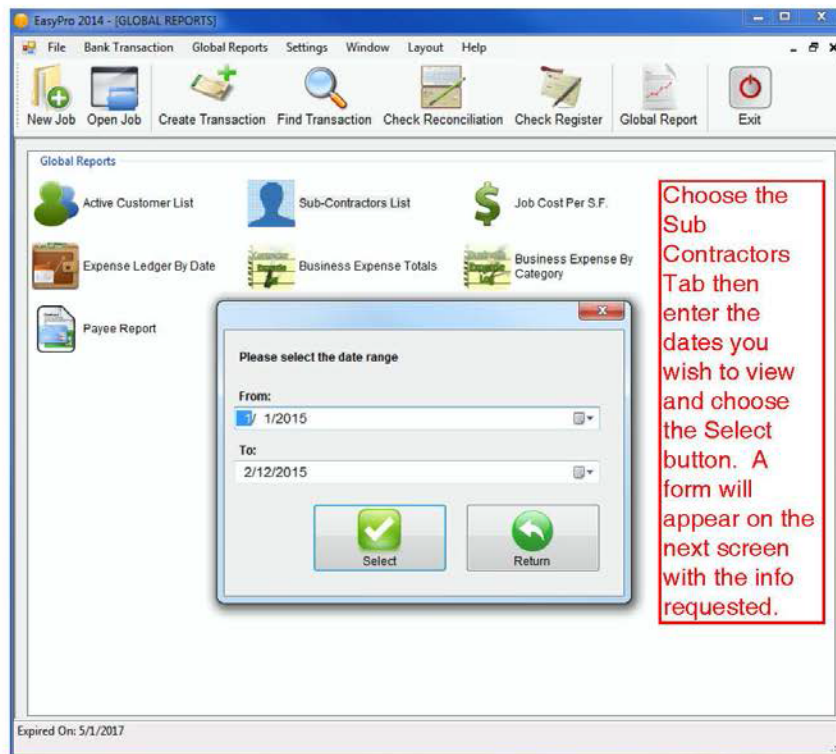 EasyPro 2014 - [GLOBAL REPORTS]
File Bank Transaction Global Reports Settings Window Layout Help
New Job Open Job Create Transaction Find Transaction Check Reconciliation Check Register Global Report Exit
Global Reports
Active Customer List Sub-Contractors List Job Cost Per S.F.
Expense Ledger By Date Business Expense Totals Business Expense By
Category
Payee Report
Please select the date range
From:
1/ 1/2015
To:
2/12/2015
Select Return
Choose the
Sub
Contractors
Tab then
enter the
dates you
wish to view
and choose
the Select
button. A
form will
appear on the
next screen
with the info
requested.
Expired On: 5/1/2017